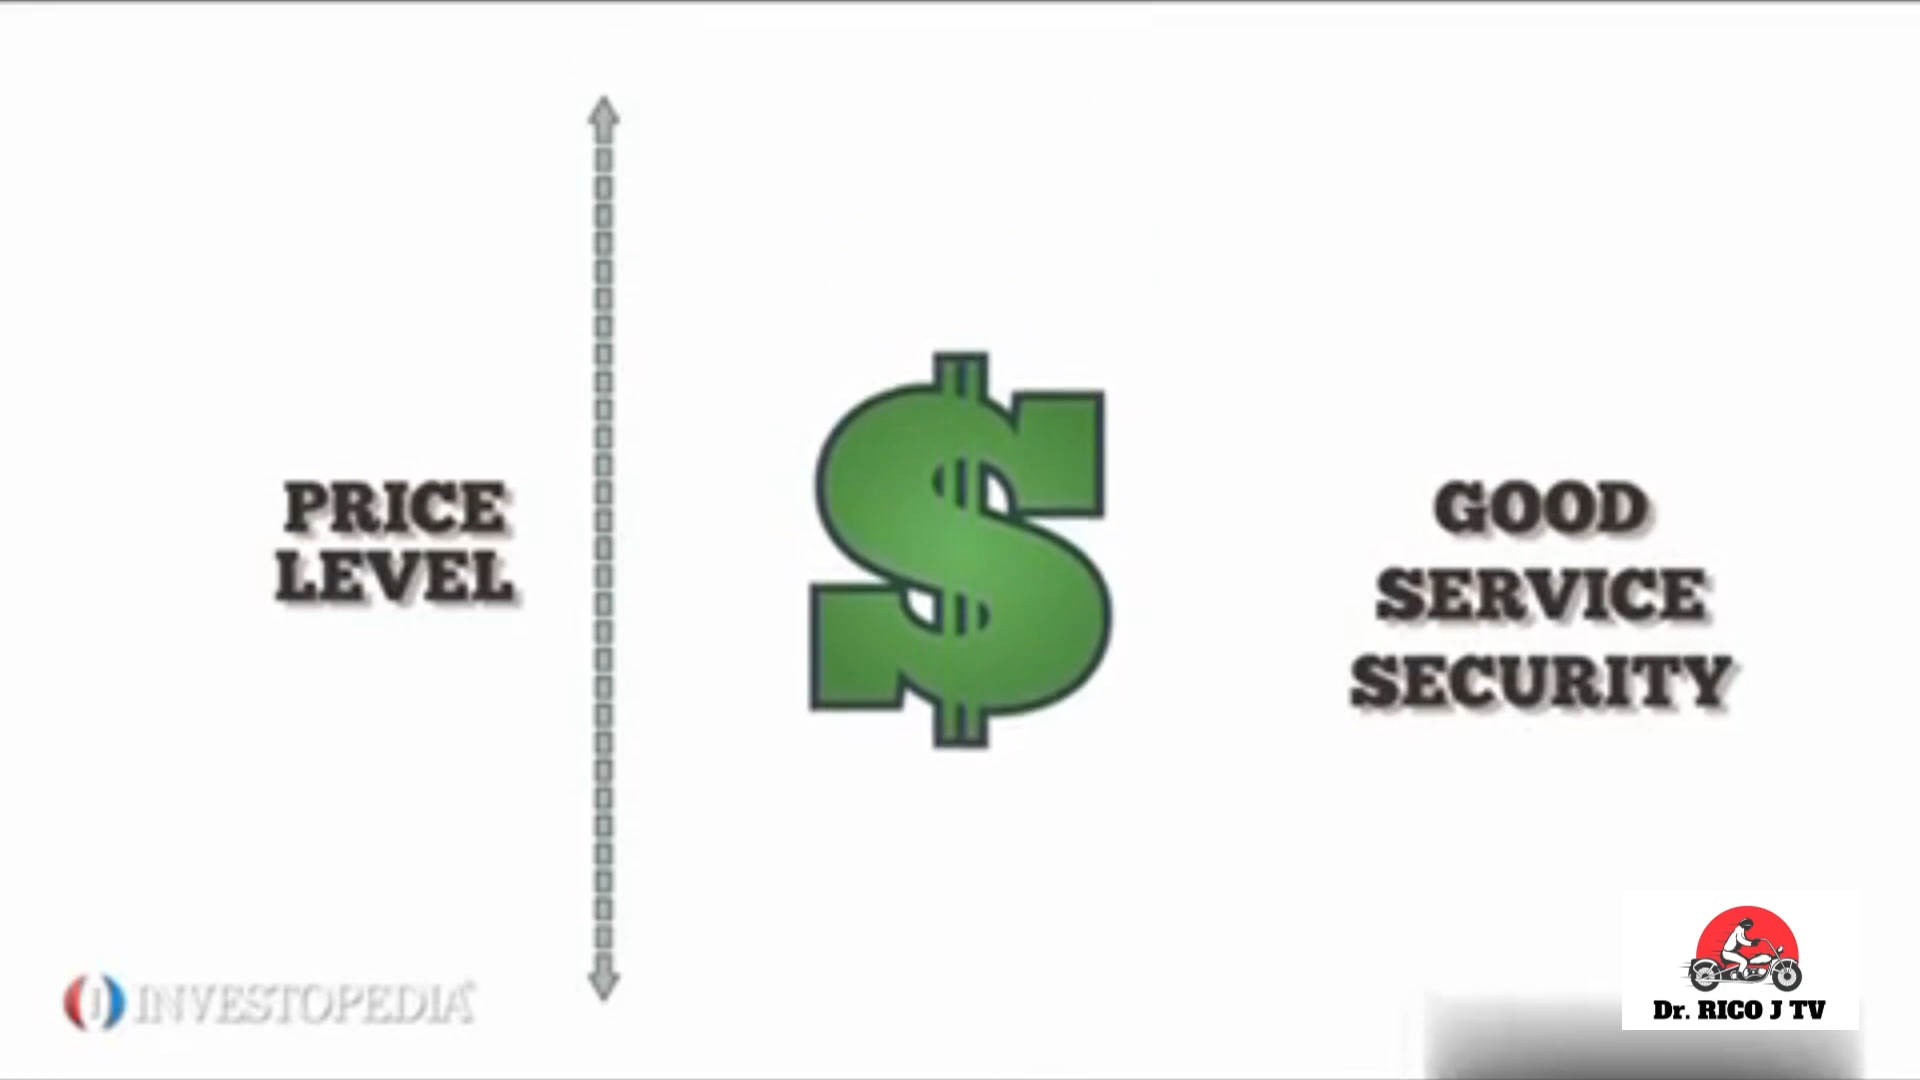 PRICE
LEVEL
$
GOOD
SERVICE
SECURITY
INVESTOPEDIA
Dr. RICO J TV